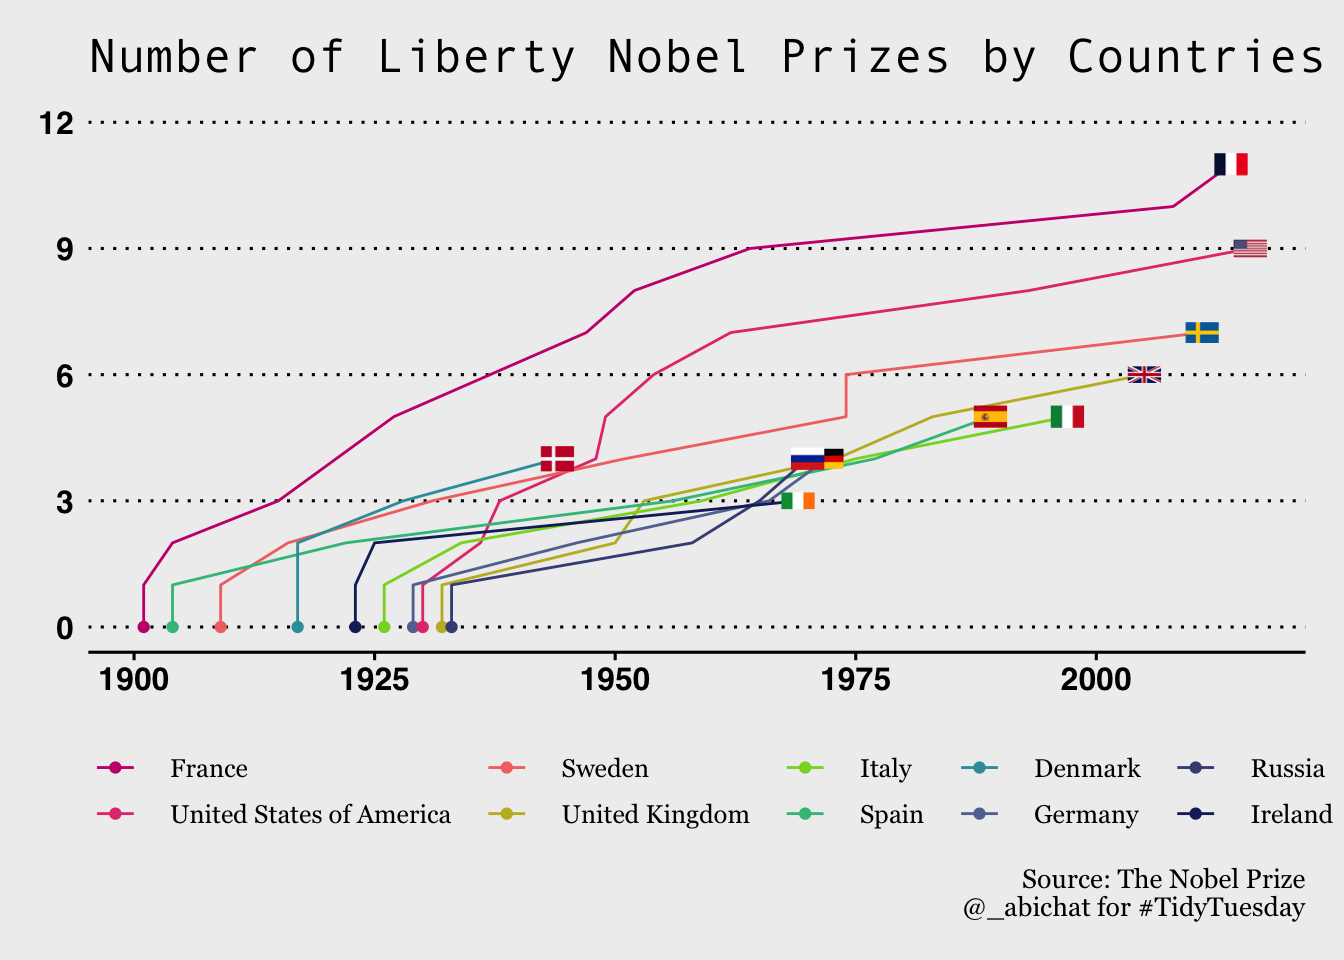 Number of Liberty Nobel Prizes by Countries
12
9
6
3
0
1900 1925 1950 1975 2000
France Sweden Italy Denmark Russia
United States of America United Kingdom Spain Germany Ireland
Source: The Nobel Prize
@_abichat for #TidyTuesday